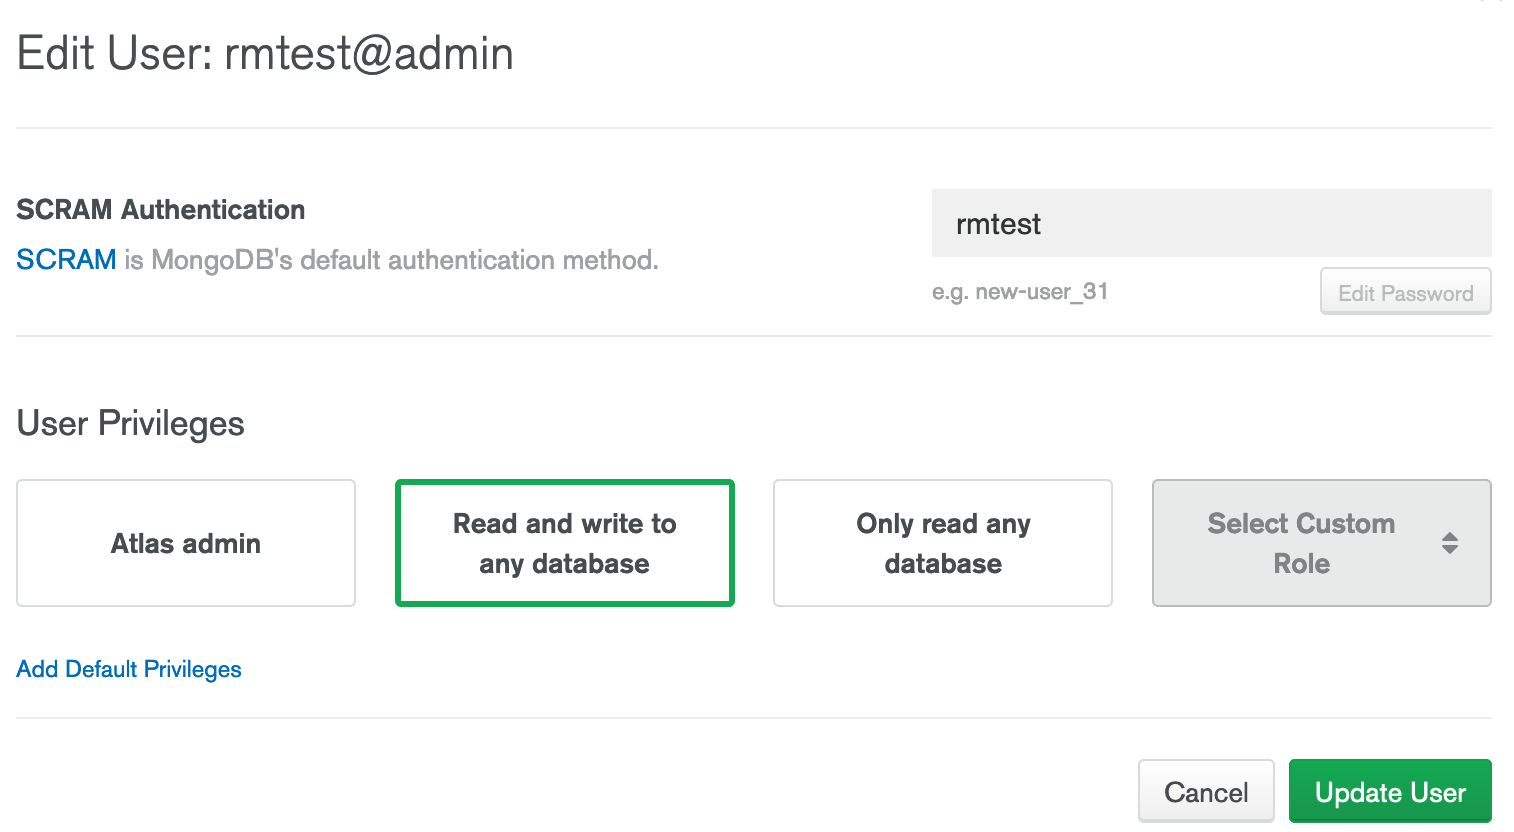 Edit User: rmtest@admin
SCRAM Authentication
SCRAM is MongoDB's default authentication method.
rmtest
e.g. new-user_31
Edit Password
User Privileges
Atlas admin
Read and write to
any database
Only read any
database
Select Custom
Role
Add Default Privileges
Cancel
Update User